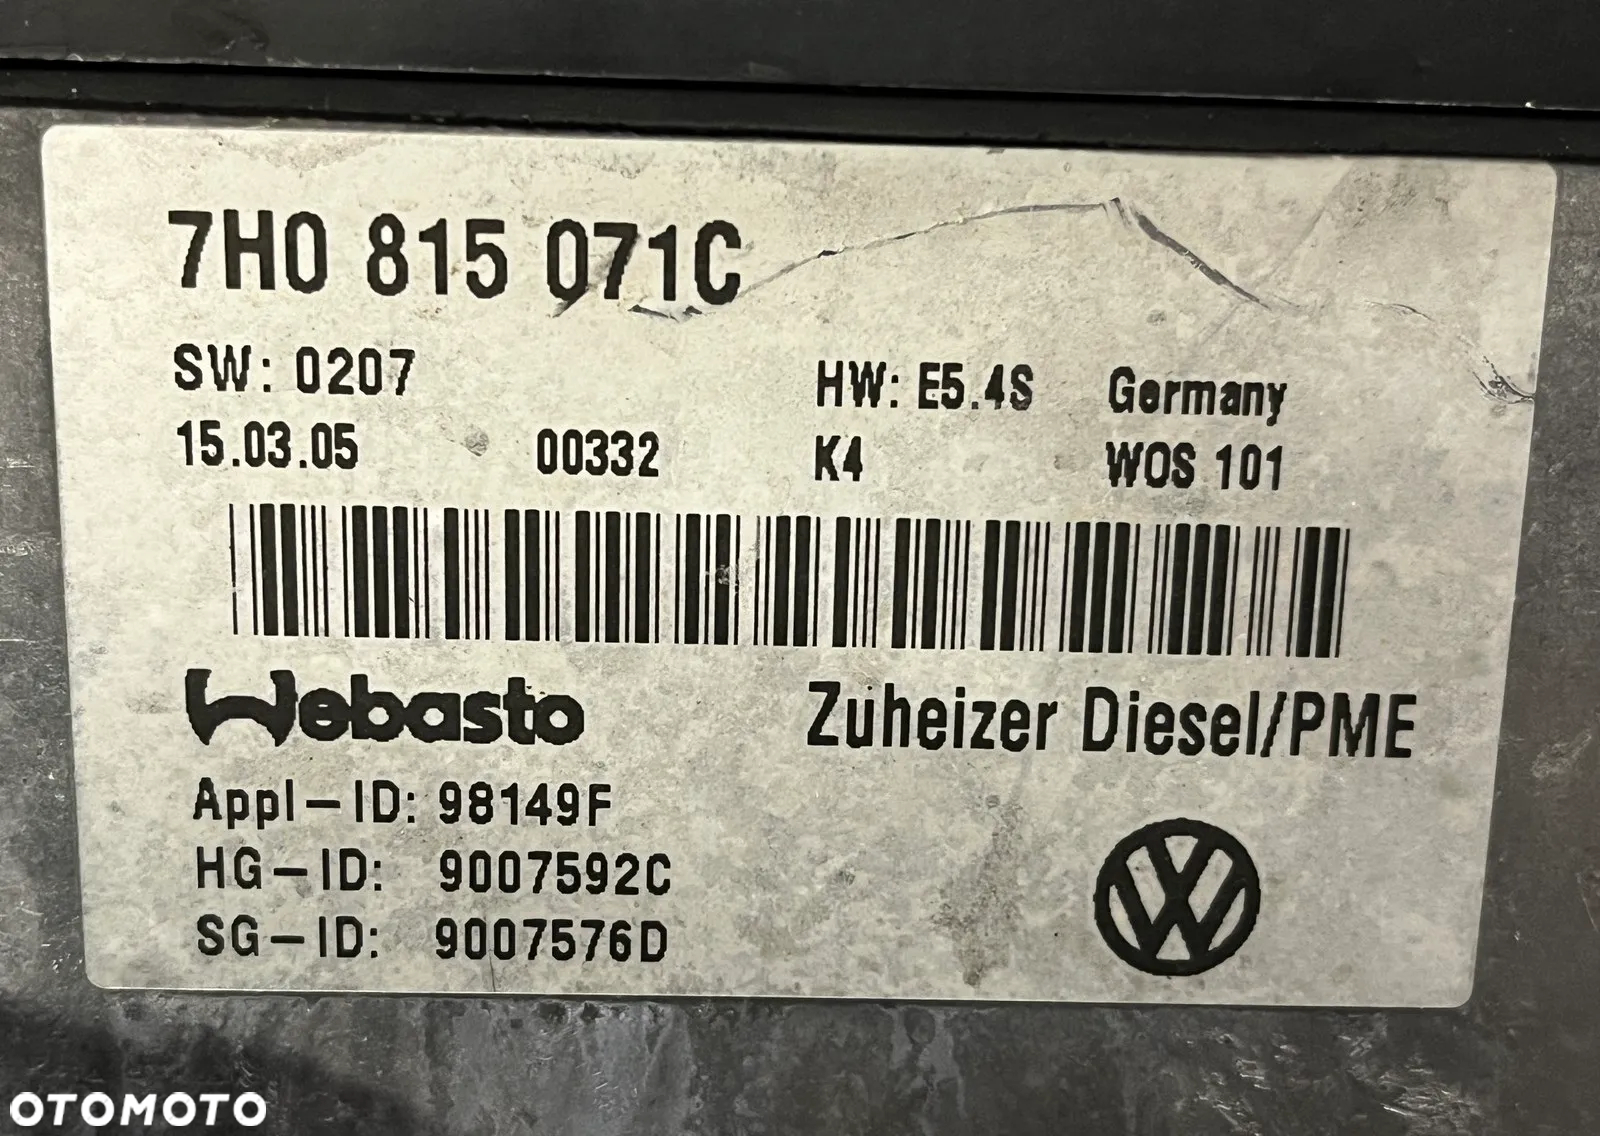 7H0 815 071C
SW: 0207 HW: E5.4S Germany
15.03.05 00332 K4 WOS 101
Webasto Zuheizer Diesel/PME
Appl-ID: 98149F
HG-ID: 9007592C
SG-ID: 9007576D
OTOMOTO